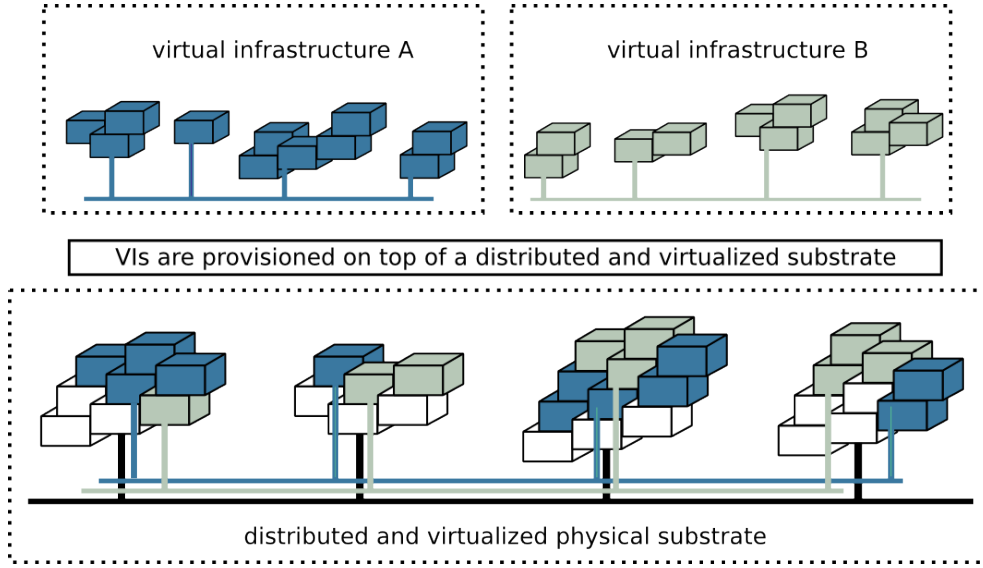 virtual infrastructure A
virtual infrastructure B
VIs are provisioned on top of a distributed and virtualized substrate
distributed and virtualized physical substrate